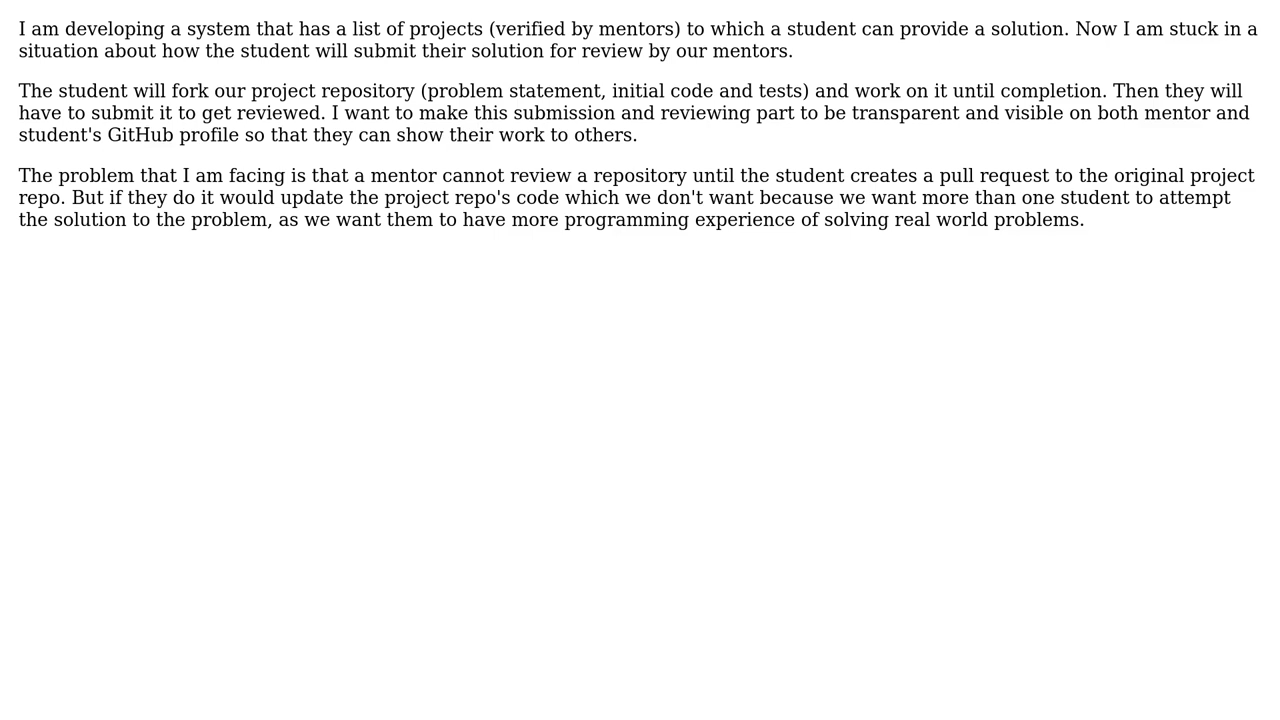 I am developing a system that has a list of projects (verified by mentors) to which a student can provide a solution. Now I am stuck in a
situation about how the student will submit their solution for review by our mentors.
The student will fork our project repository (problem statement, initial code and tests) and work on it until completion. Then they will
have to submit it to get reviewed. I want to make this submission and reviewing part to be transparent and visible on both mentor and
student's GitHub profile so that they can show their work to others.
The problem that I am facing is that a mentor cannot review a repository until the student creates a pull request to the original project
repo. But if they do it would update the project repo's code which we don't want because we want more than one student to attempt
the solution to the problem, as we want them to have more programming experience of solving real world problems.